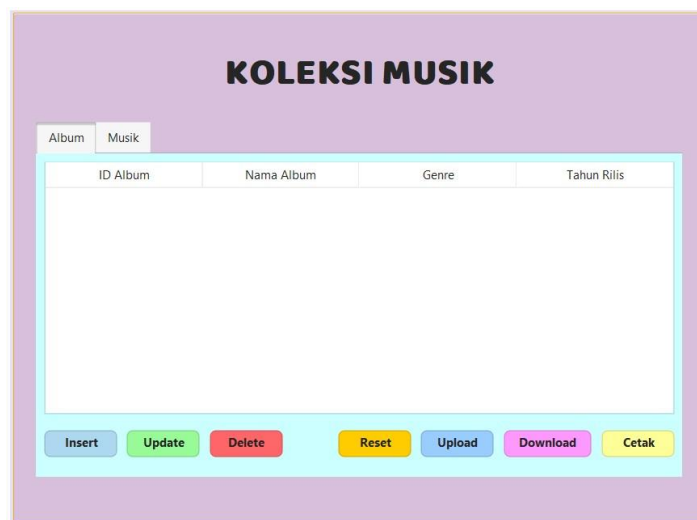 KOLEKSI MUSIK
Album Musik
ID Album Nama Album Genre Tahun Rilis
Insert Update Delete Reset Upload Download Cetak